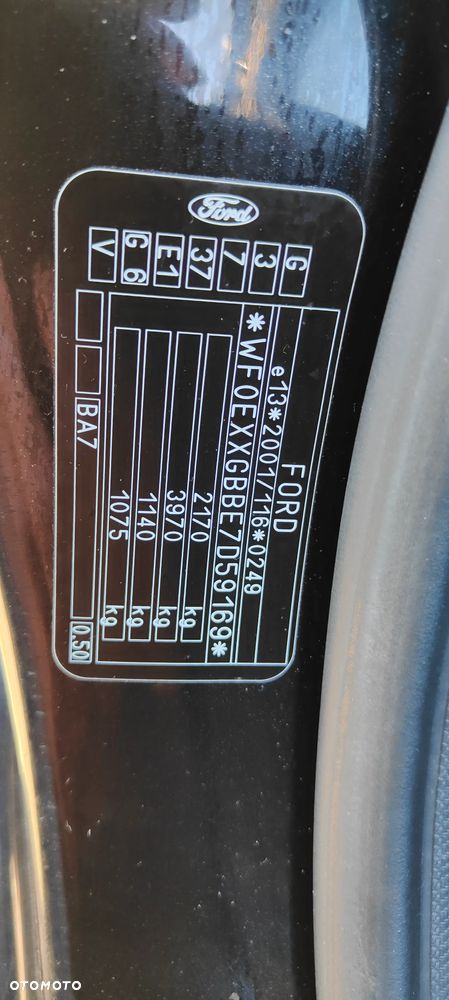 Ford
FORD
e13*2001/116*0249
*WF0EXXGBBE7D59169*
G
3
7
37
E1
G 6
V
2170 kg
3970 kg
1140 kg
1075 kg
BA7
0.50
OTOMOTO